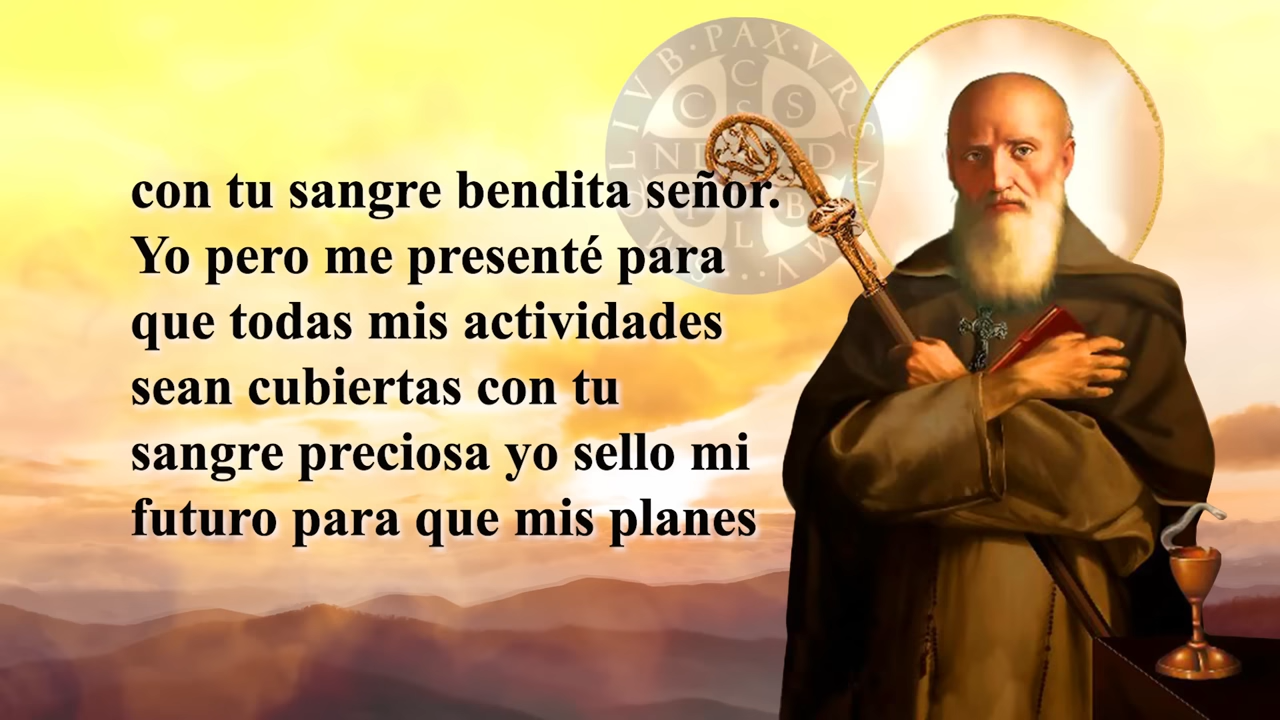 con tu sangre bendita señor.
Yo pero me presenté para
que todas mis actividades
sean cubiertas con tu
sangre preciosa yo sello mi
futuro para que mis planes
PAX
C
C S S
N D
B
L